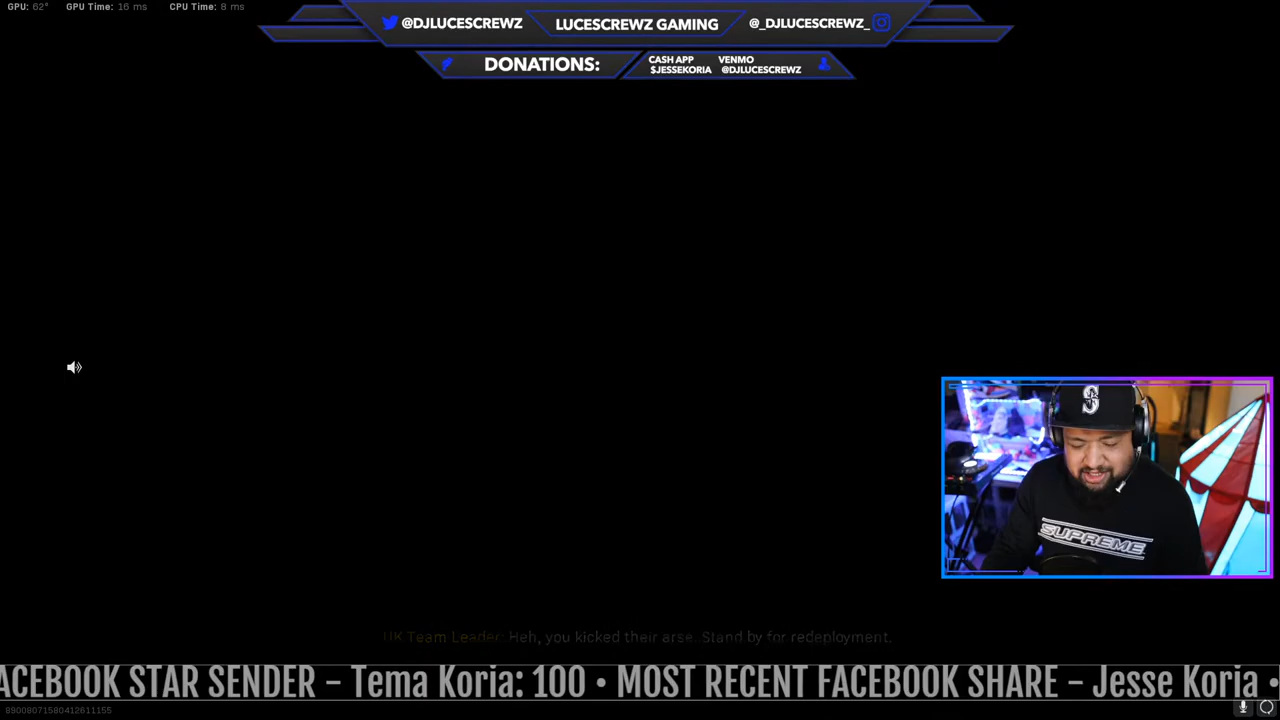 GPU: 62° GPU Time: 16 ms CPU Time: 8 ms
@DJLUCESCREWZ
LUCESCREWZ GAMING
@_DJLUCESCREWZ_
DONATIONS:
CASH APP
$JESSEKORIA
VENMO
@DJLUCESCREWZ
S
SUPREME
UK Team Leader: Heh, you kicked their arse. Stand by for redeployment.
ACEBOOK STAR SENDER – Tema Koria: 100 • MOST RECENT FACEBOOK SHARE – Jesse Koria •
89008071580412611155